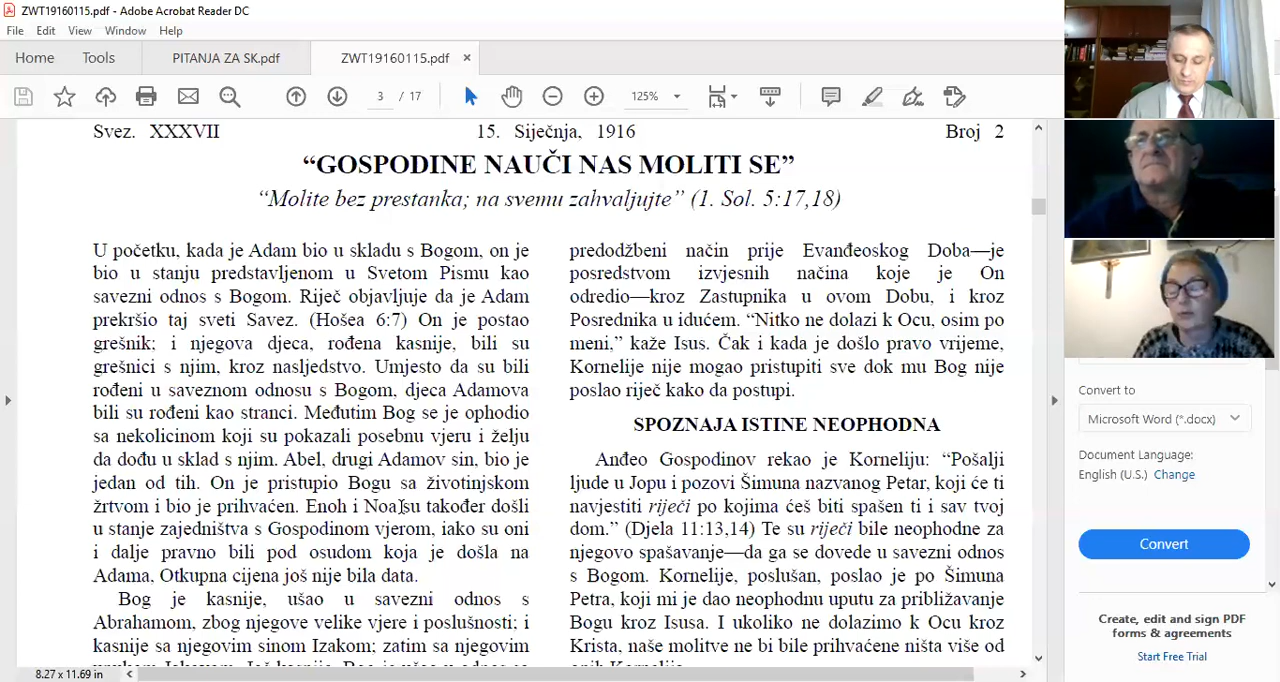 ZWT19160115.pdf - Adobe Acrobat Reader DC
File Edit View Window Help
Home Tools PITANJA ZA SK.pdf ZWT19160115.pdf ×
3 / 17 125%
Svez. XXXVII 15. Siječnja, 1916 Broj 2
“GOSPODINE NAUČI NAS MOLITI SE”
“Molite bez prestanka; na svemu zahvaljujte” (1. Sol. 5:17,18)
U početku, kada je Adam bio u skladu s Bogom, on je
bio u stanju predstavljenom u Svetom Pismu kao
savezni odnos s Bogom. Riječ objavljuje da je Adam
prekršio taj sveti Savez. (Hošea 6:7) On je postao
grešnik; i njegova djeca, rođena kasnije, bili su
grešnici s njim, kroz nasljedstvo. Umjesto da su bili
rođeni u saveznom odnosu s Bogom, djeca Adamova
bili su rođeni kao stranci. Međutim Bog se je ophodio
sa nekolicinom koji su pokazali posebnu vjeru i želju
da dođu u sklad s njim. Abel, drugi Adamov sin, bio je
jedan od tih. On je pristupio Bogu sa životinjskom
žrtvom i bio je prihvaćen. Enoh i Noa su također došli
u stanje zajedništva s Gospodinom vjerom, iako su oni
i dalje pravno bili pod osudom koja je došla na
Adama, Otkupna cijena još nije bila data.
Bog je kasnije, ušao u savezni odnos s
Abrahamom, zbog njegove velike vjere i poslušnosti; i
kasnije sa njegovim sinom Izakom; zatim sa njegovim
predodžbeni način prije Evanđeoskog Doba—je
posredstvom izvjesnih načina koje je On
odredio—kroz Zastupnika u ovom Dobu, i kroz
Posrednika u idućem. “Nitko ne dolazi k Ocu, osim po
meni,” kaže Isus. Čak i kada je došlo pravo vrijeme,
Kornelije nije mogao pristupiti sve dok mu Bog nije
poslao riječ kako da postupi.
SPOZNAJA ISTINE NEOPHODNA
Anđeo Gospodinov rekao je Korneliju: “Pošalji
ljude u Jopu i pozovi Šimuna nazvanog Petar, koji će ti
navjestiti riječi po kojima ćeš biti spašen ti i sav tvoj
dom.” (Djela 11:13,14) Te su riječi bile neophodne za
njegovo spašavanje—da ga se dovede u savezni odnos
s Bogom. Kornelije, poslušan, poslao je po Šimuna
Petra, koji mi je dao neophodnu uputu za približavanje
Bogu kroz Isusa. I ukoliko ne dolazimo k Ocu kroz
Krista, naše molitve ne bi bile prihvaćene ništa više od
8.27 x 11.69 in
Convert to
Microsoft Word (*.docx)
Document Language:
English (U.S.) Change
Convert
Create, edit and sign PDF
forms & agreements
Start Free Trial